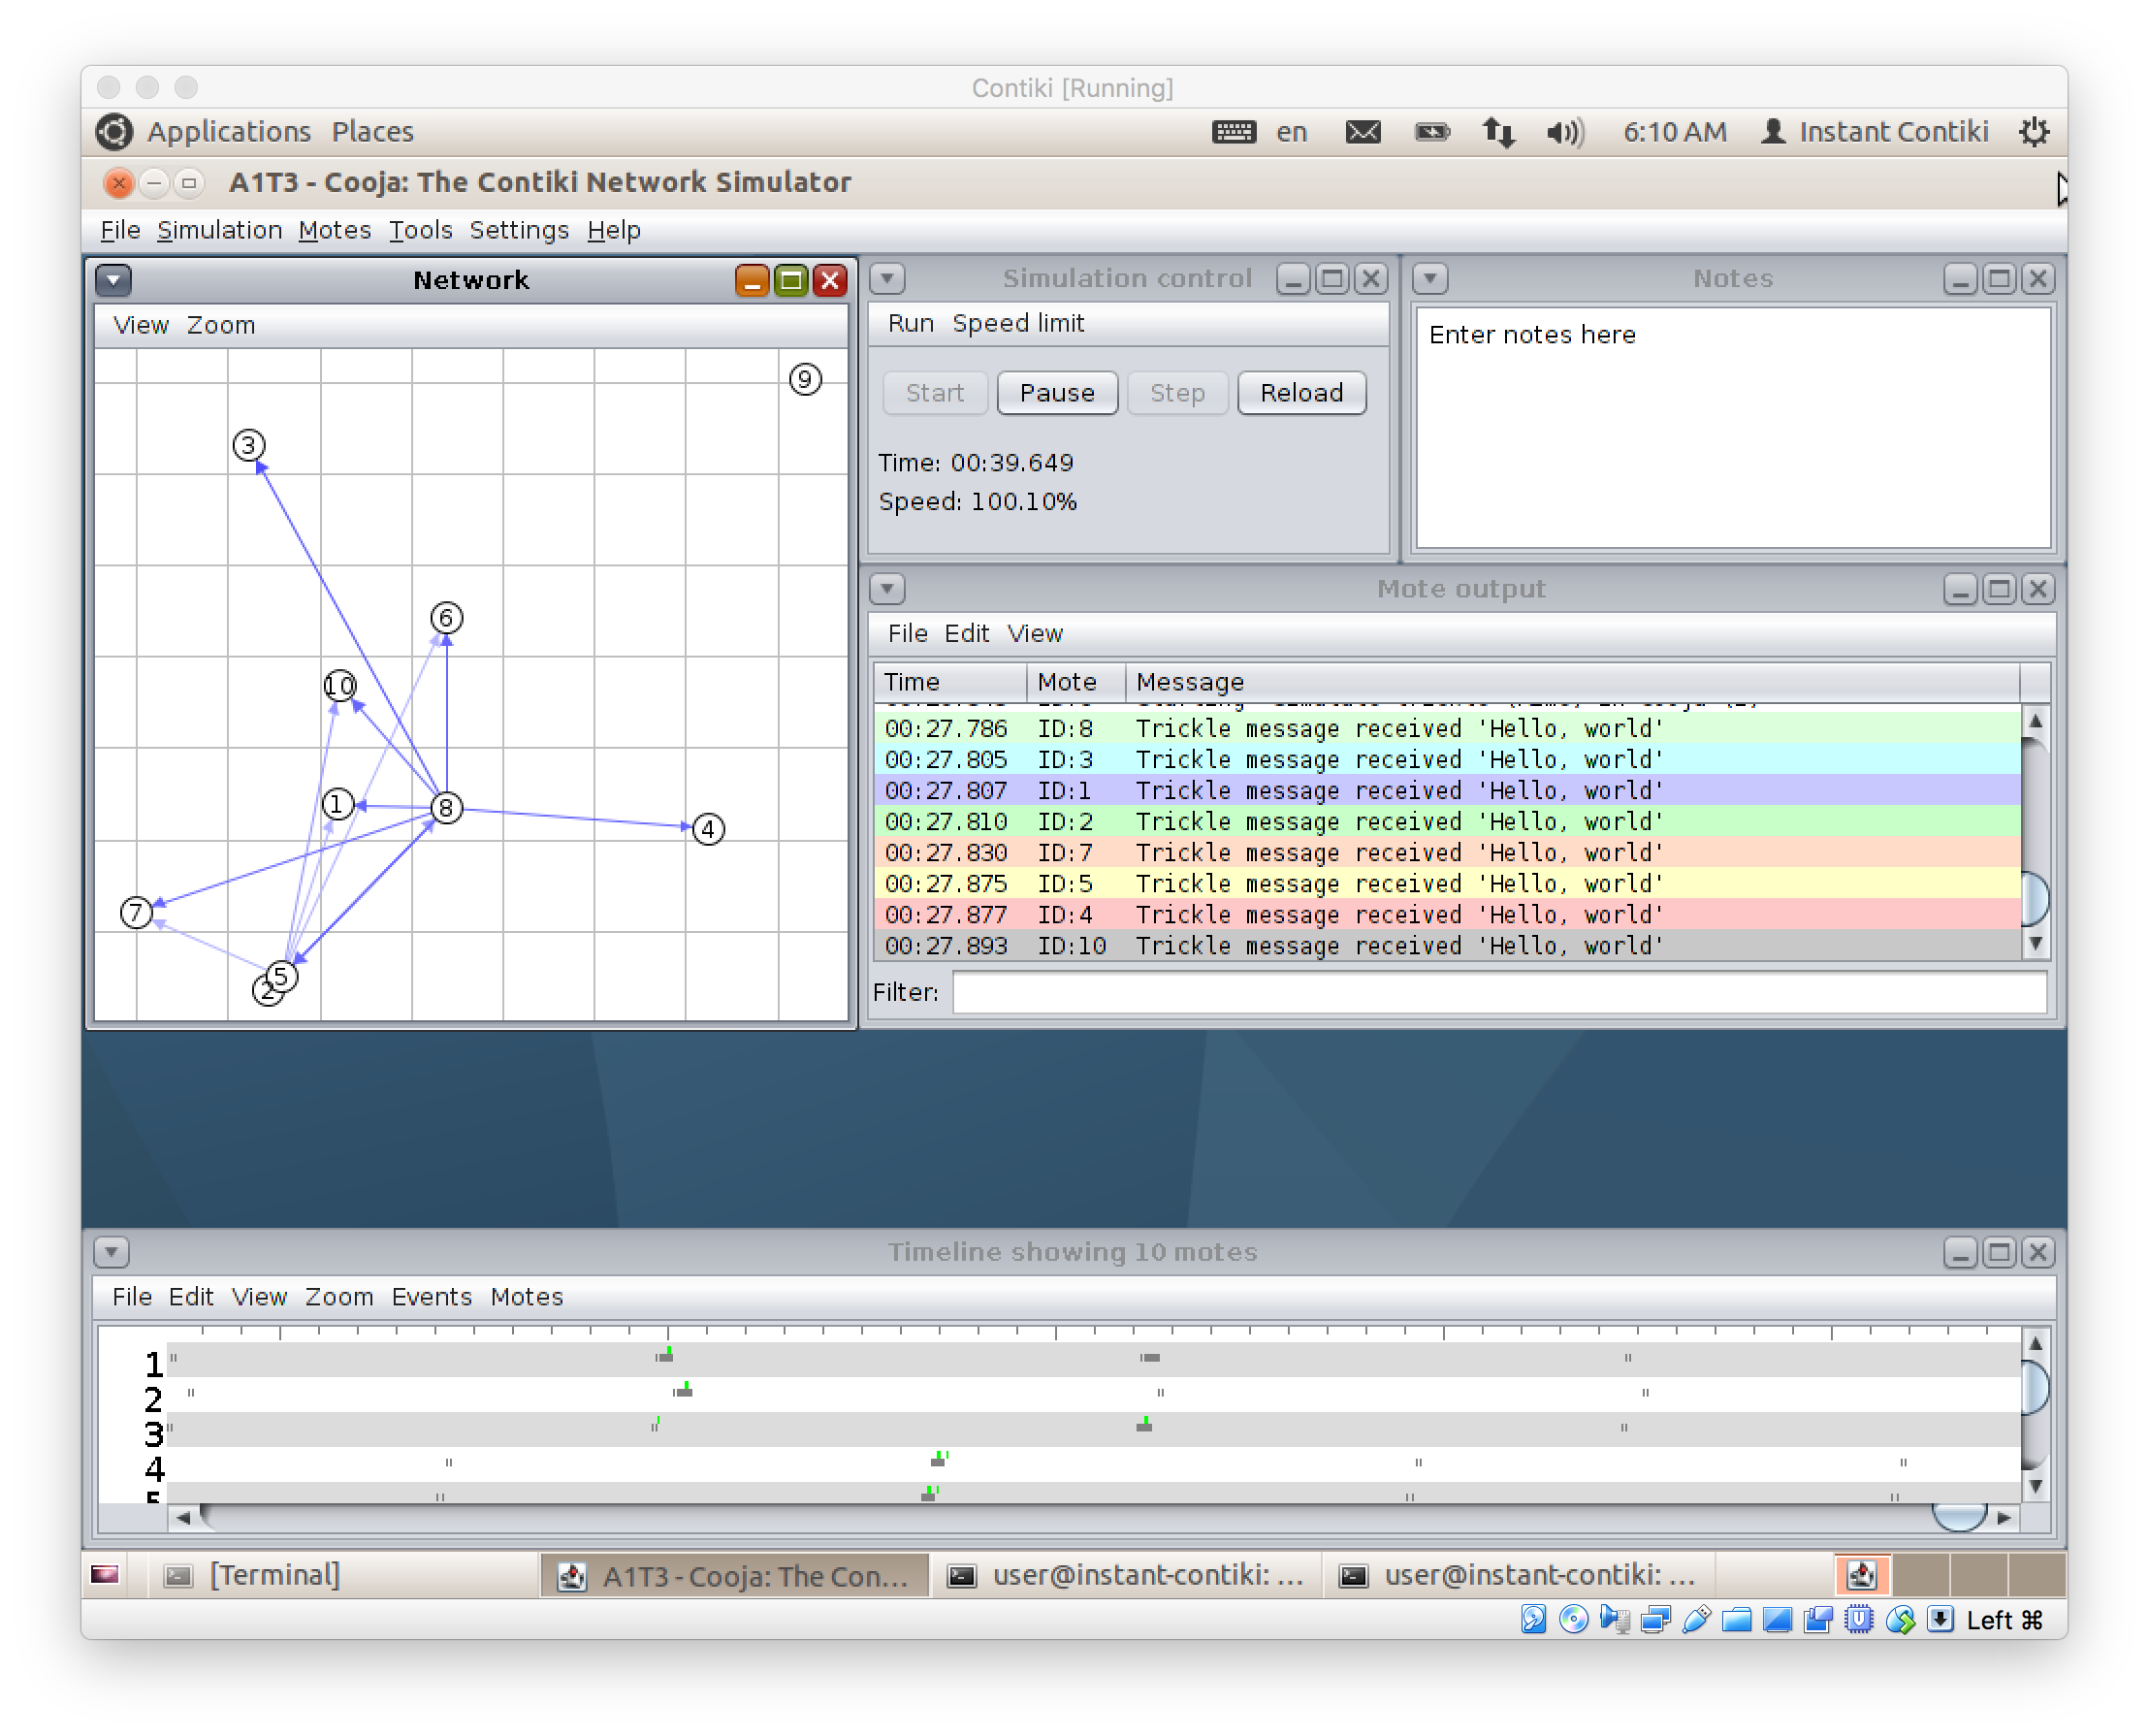 Contiki [Running]
Applications Places en 6:10 AM Instant Contiki
A1T3 - Cooja: The Contiki Network Simulator
File Simulation Motes Tools Settings Help
Network
View Zoom
9
3
6
10
1
8
4
7
5
2
Simulation control
Run Speed limit
Start Pause Step Reload
Time: 00:39.649
Speed: 100.10%
Notes
Enter notes here
Mote output
File Edit View
Time Mote Message
00:27.786 ID:8 Trickle message received 'Hello, world'
00:27.805 ID:3 Trickle message received 'Hello, world'
00:27.807 ID:1 Trickle message received 'Hello, world'
00:27.810 ID:2 Trickle message received 'Hello, world'
00:27.830 ID:7 Trickle message received 'Hello, world'
00:27.875 ID:5 Trickle message received 'Hello, world'
00:27.877 ID:4 Trickle message received 'Hello, world'
00:27.893 ID:10 Trickle message received 'Hello, world'
Filter:
Timeline showing 10 motes
File Edit View Zoom Events Motes
1
2
3
4
5
[Terminal] A1T3 - Cooja: The Con... user@instant-contiki: ... user@instant-contiki: ...
Left ⌘